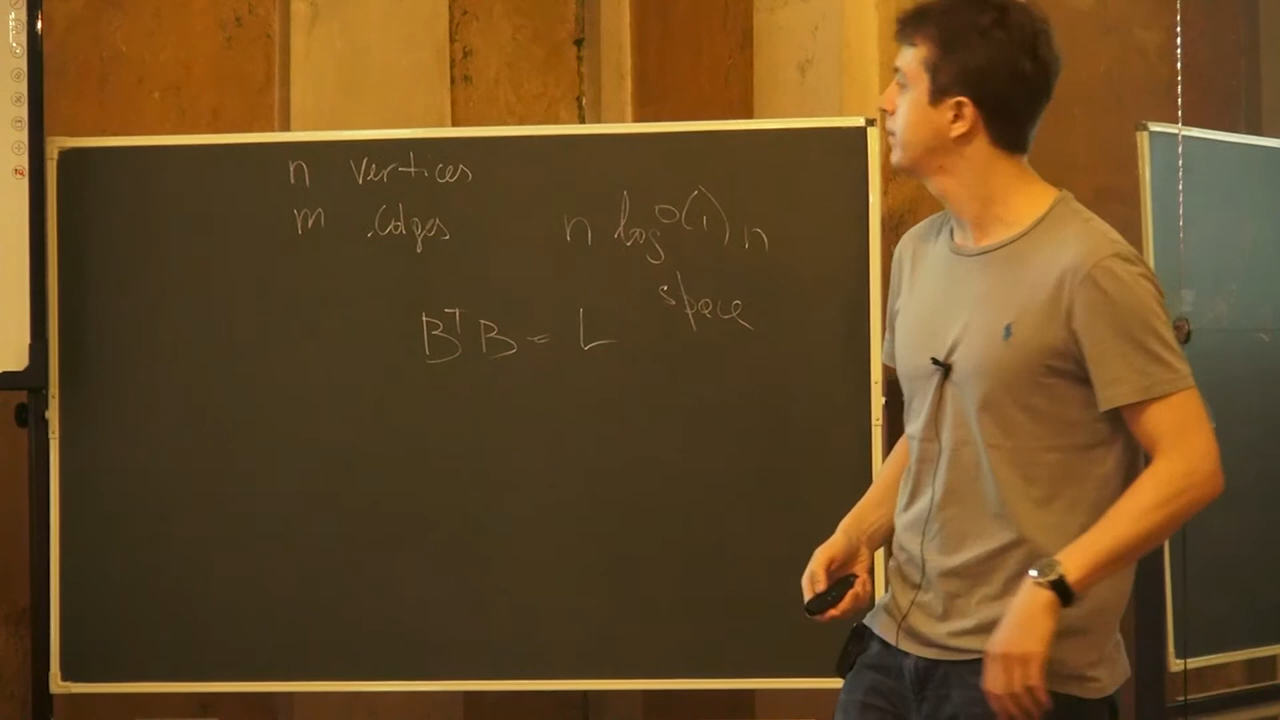 n vertices
m edges
n log^{O(1)} n
space
B^T B = L